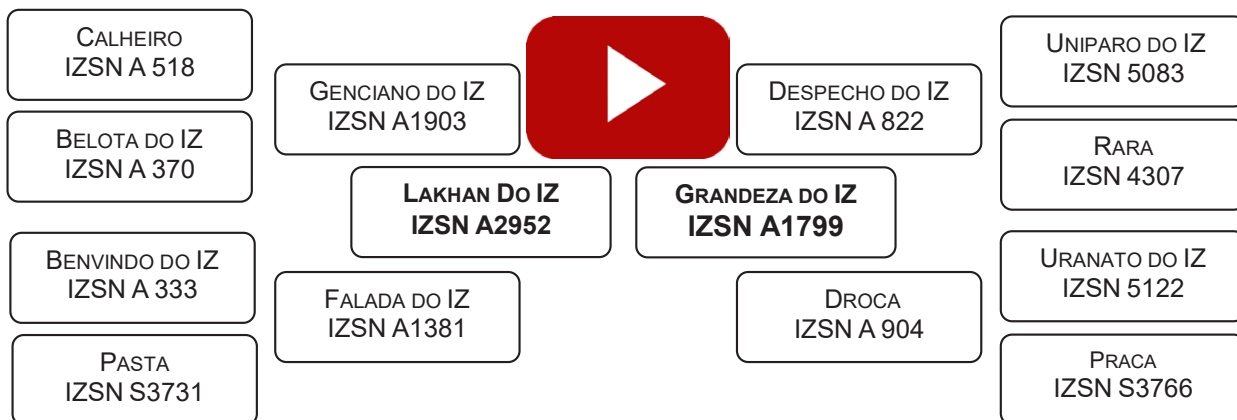 CALHEIRO
IZSN A 518
BELOTA DO IZ
IZSN A 370
BENVINDO DO IZ
IZSN A 333
PASTA
IZSN S3731
GENCIANO DO IZ
IZSN A1903
FALADA DO IZ
IZSN A1381
LAKHAN DO IZ
IZSN A2952
GRANDEZA DO IZ
IZSN A1799
DESPECHO DO IZ
IZSN A 822
DROCA
IZSN A 904
UNIPARO DO IZ
IZSN 5083
RARA
IZSN 4307
URANATO DO IZ
IZSN 5122
PRACA
IZSN S3766